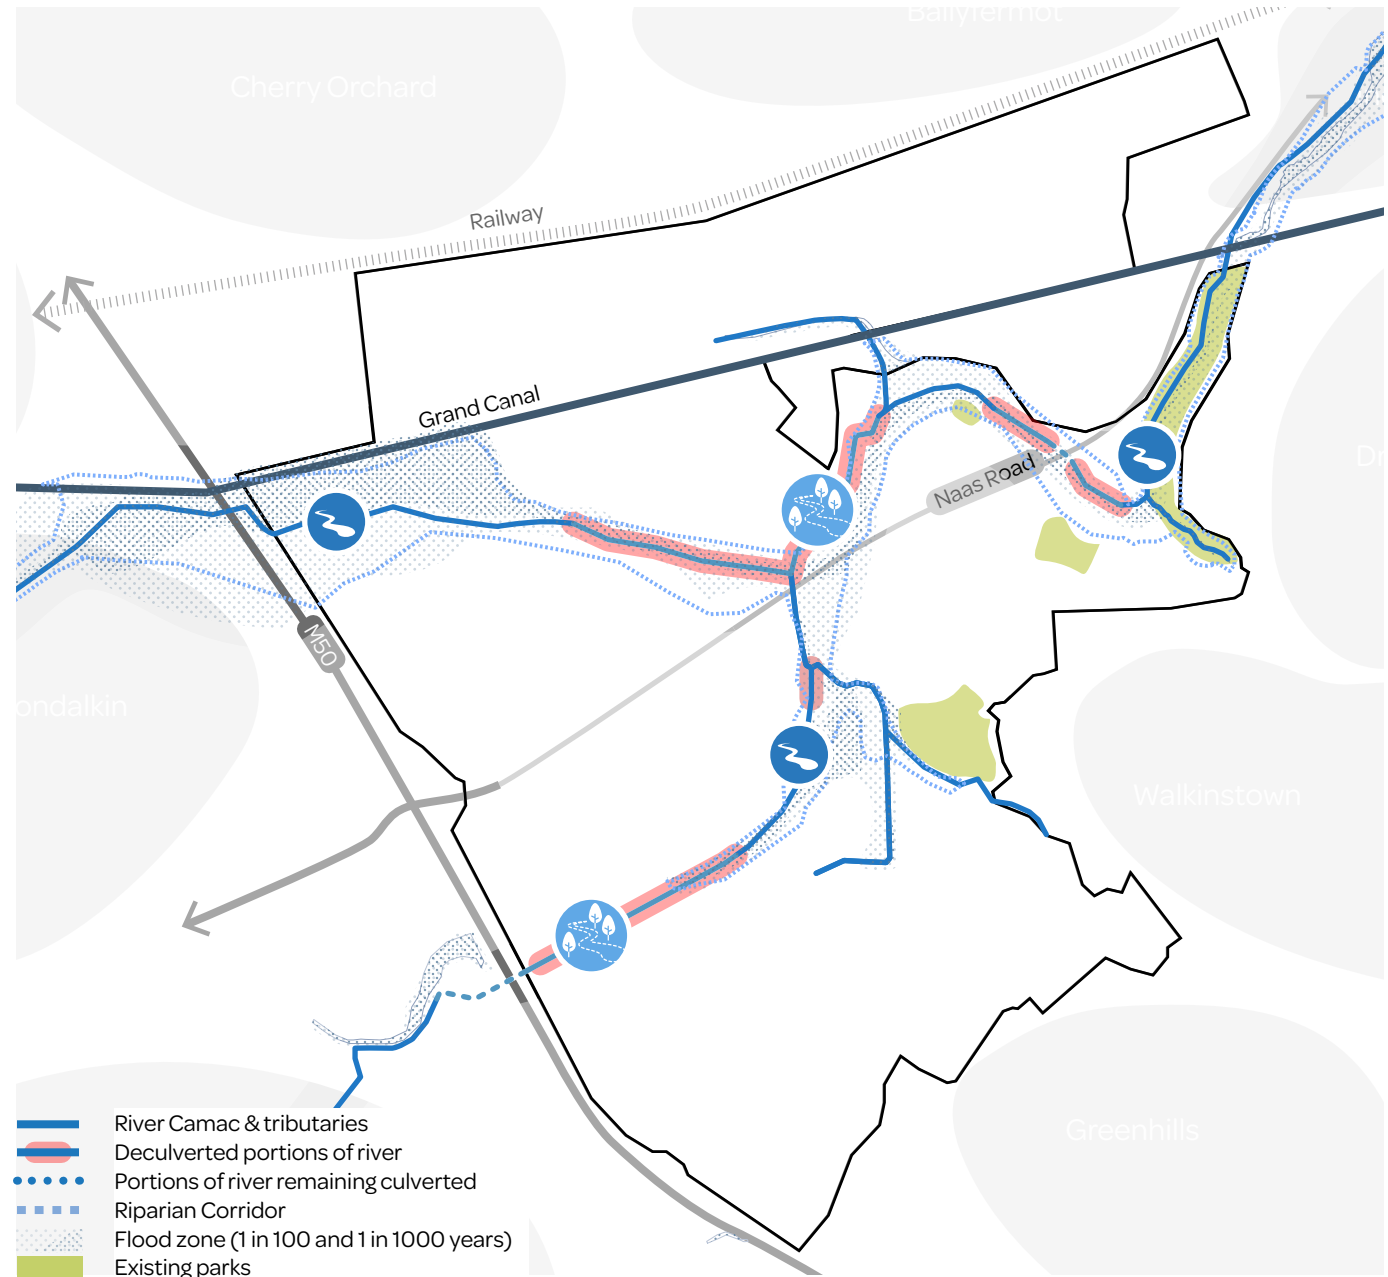 Ballyfermot
Cherry Orchard
Railway
Grand Canal
Naas Road
M50
Walkinstown
Greenhills
River Camac & tributaries
Deculverted portions of river
Portions of river remaining culverted
Riparian Corridor
Flood zone (1 in 100 and 1 in 1000 years)
Existing parks